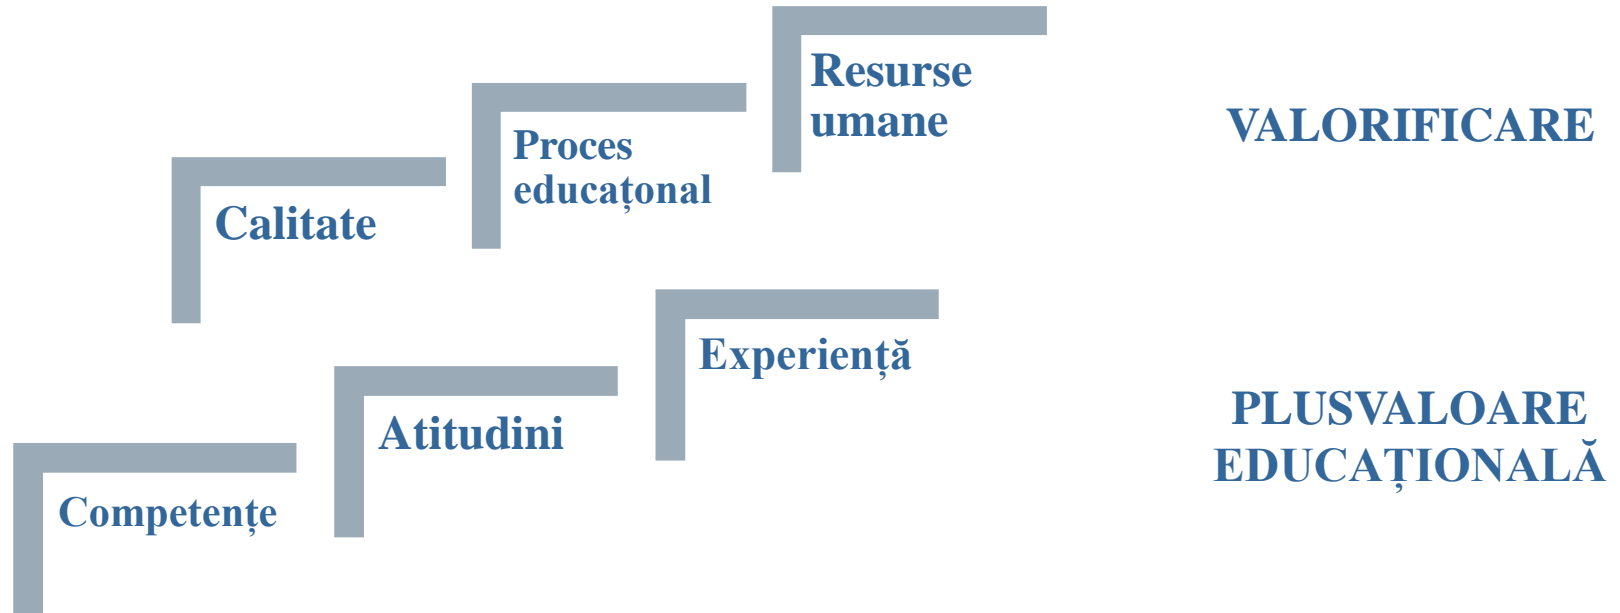 Resurse
umane
VALORIFICARE
Proces
educațonal
Calitate
Experiență
PLUSVALOARE
EDUCAȚIONALĂ
Atitudini
Competențe